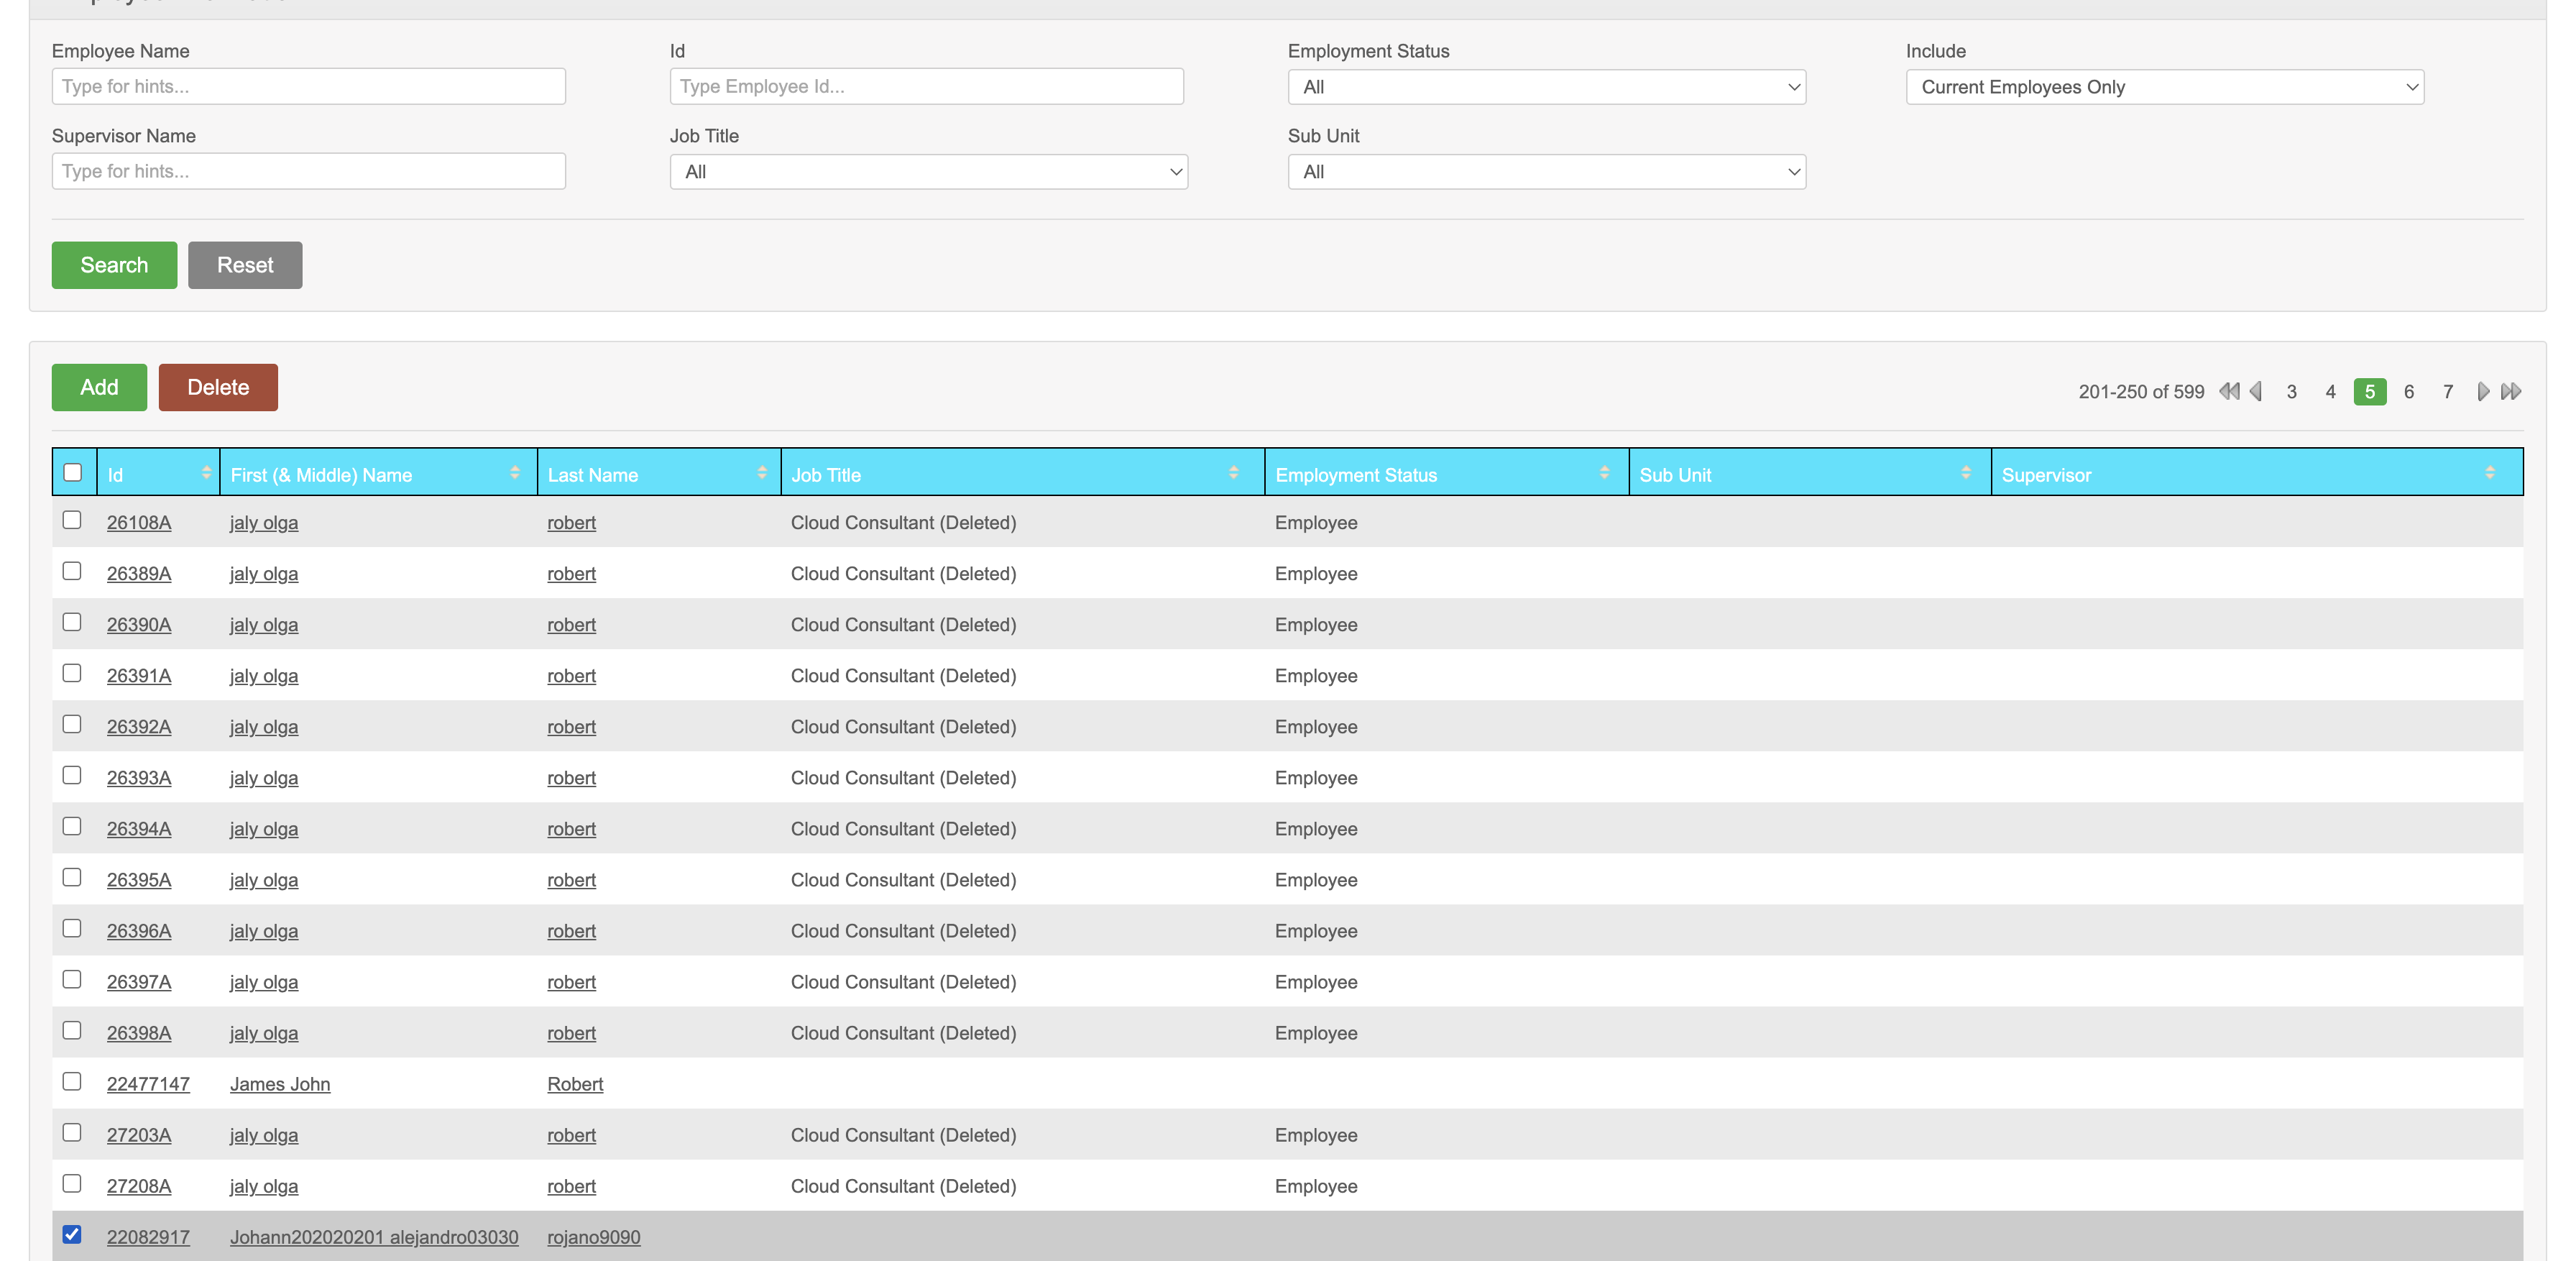 Employee Name Id Employment Status Include
Type for hints... Type Employee Id... All Current Employees Only
Supervisor Name Job Title Sub Unit
Type for hints... All All
Search Reset
Add Delete 201-250 of 599 3 4 5 6 7
Id First (& Middle) Name Last Name Job Title Employment Status Sub Unit Supervisor
26108A jaly olga robert Cloud Consultant (Deleted) Employee
26389A jaly olga robert Cloud Consultant (Deleted) Employee
26390A jaly olga robert Cloud Consultant (Deleted) Employee
26391A jaly olga robert Cloud Consultant (Deleted) Employee
26392A jaly olga robert Cloud Consultant (Deleted) Employee
26393A jaly olga robert Cloud Consultant (Deleted) Employee
26394A jaly olga robert Cloud Consultant (Deleted) Employee
26395A jaly olga robert Cloud Consultant (Deleted) Employee
26396A jaly olga robert Cloud Consultant (Deleted) Employee
26397A jaly olga robert Cloud Consultant (Deleted) Employee
26398A jaly olga robert Cloud Consultant (Deleted) Employee
22477147 James John Robert
27203A jaly olga robert Cloud Consultant (Deleted) Employee
27208A jaly olga robert Cloud Consultant (Deleted) Employee
22082917 Johann202020201 alejandro03030 rojano9090